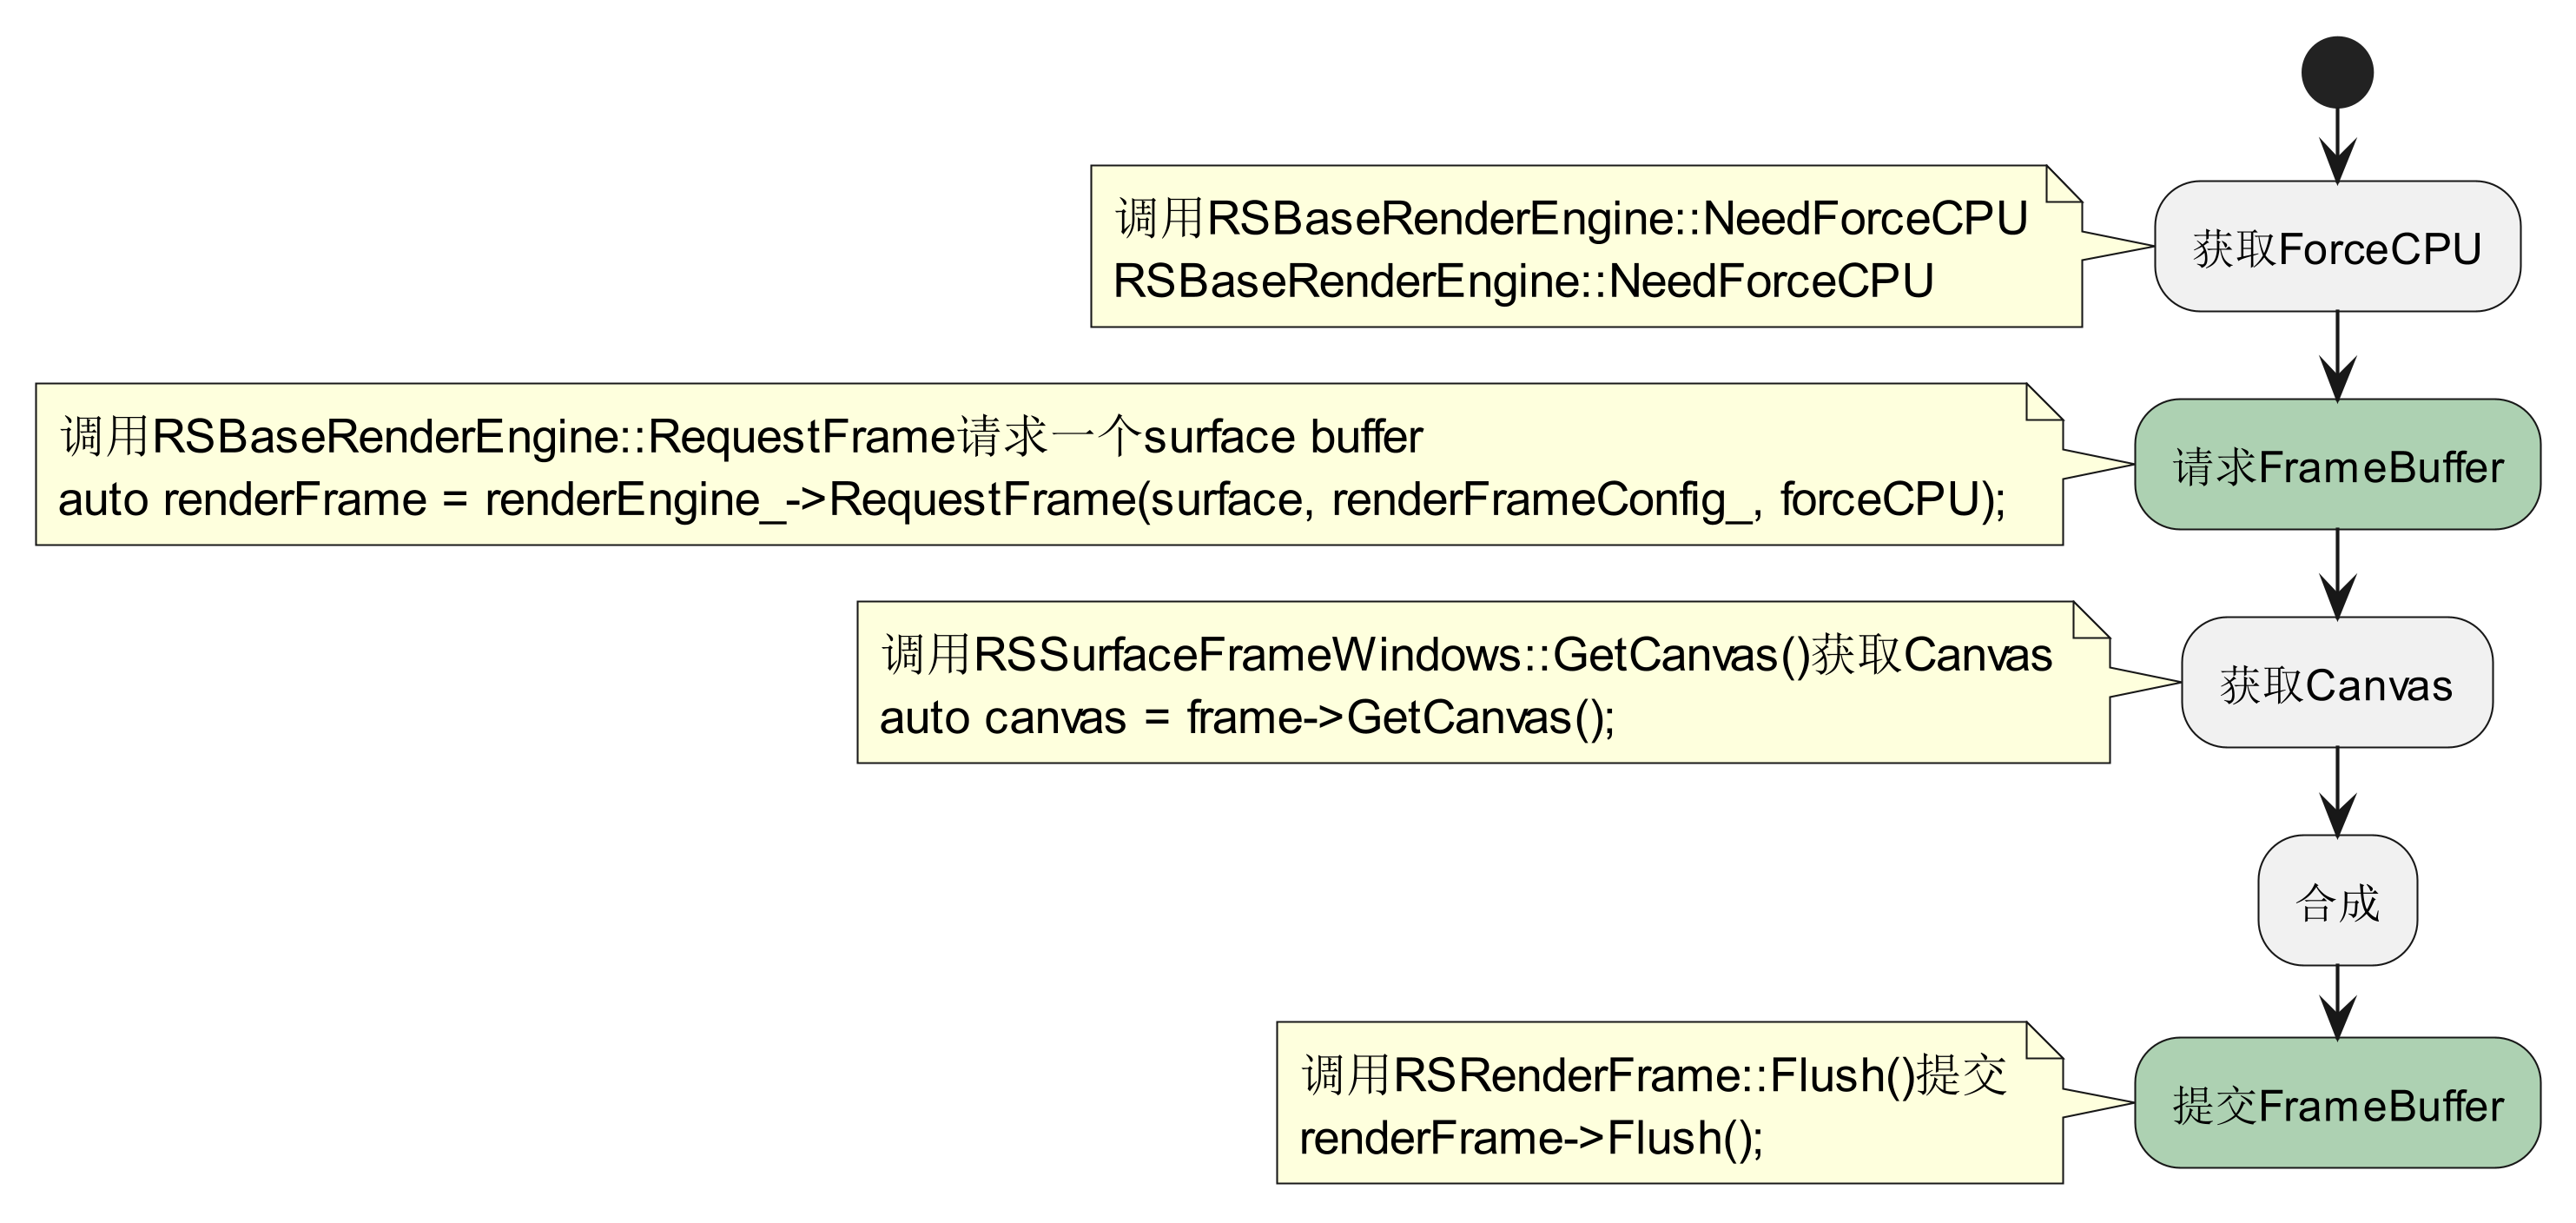 调用RSBaseRenderEngine::NeedForceCPU
RSBaseRenderEngine::NeedForceCPU
获取ForceCPU
调用RSBaseRenderEngine::RequestFrame请求一个surface buffer
auto renderFrame = renderEngine_->RequestFrame(surface, renderFrameConfig_, forceCPU);
请求FrameBuffer
调用RSSurfaceFrameWindows::GetCanvas()获取Canvas
auto canvas = frame->GetCanvas();
获取Canvas
合成
调用RSRenderFrame::Flush()提交
renderFrame->Flush();
提交FrameBuffer